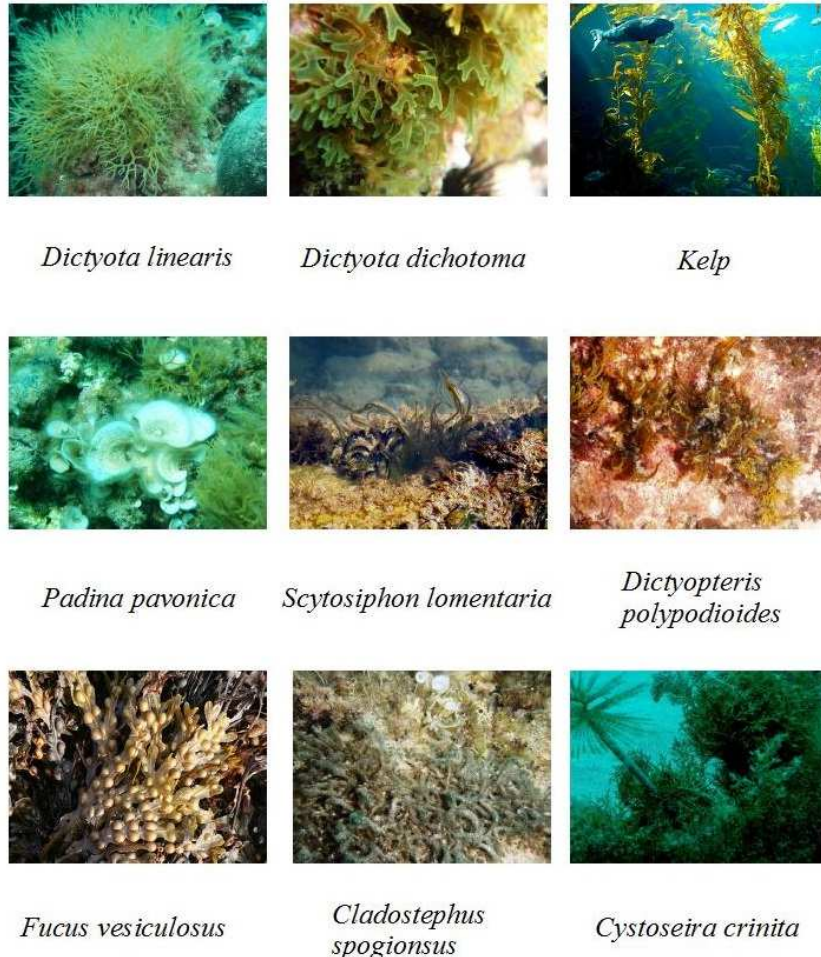 Dictyota linearis
Dictyota dichotoma
Kelp
Padina pavonica
Scytosiphon lomentaria
Dictyopteris
polypodioides
Fucus vesiculosus
Cladostephus
spogionsus
Cystoseira crinita